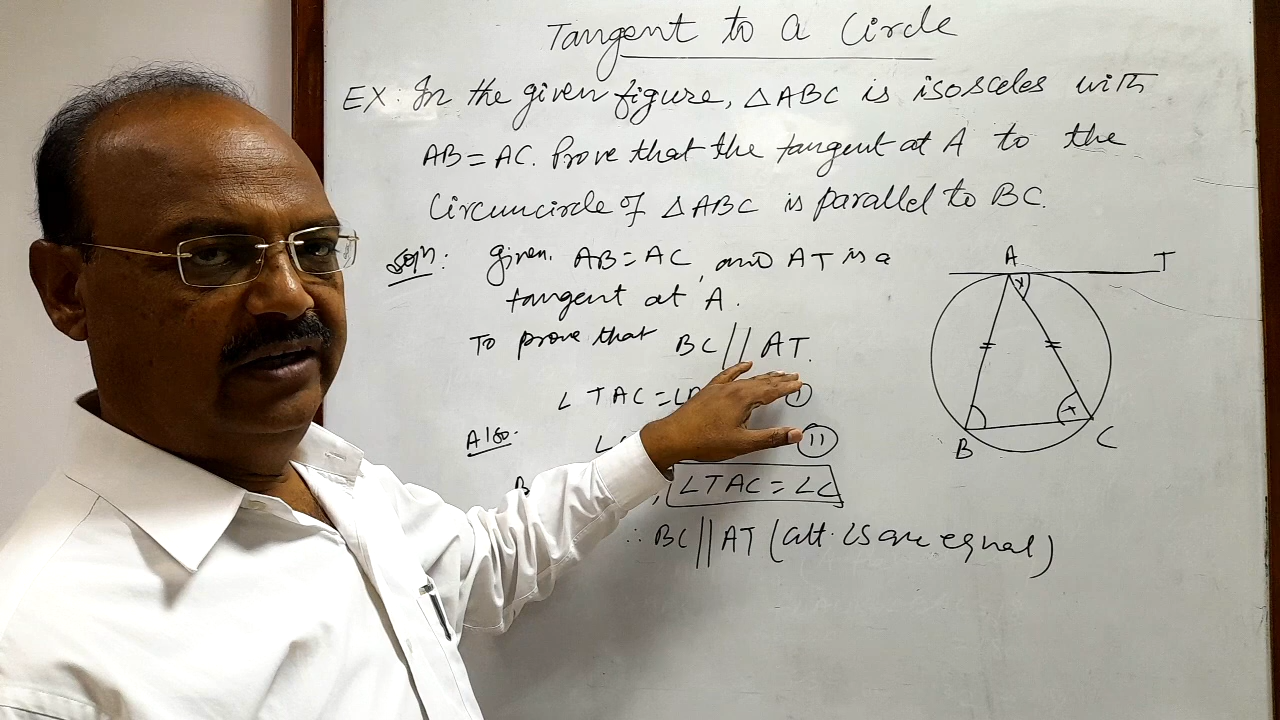 Tangent to a Circle
EX. In the given figure, △ABC is isosceles with
AB = AC. Prove that the tangent at A to the
Circumcircle of △ABC is parallel to BC.
Soln: given, AB = AC, and AT is a
tangent at A.
To prove that BC // AT.
∠TAC = ∠ I
Also. ∠ II
B , ∠TAC = ∠C
∴ BC // AT (alt. ∠s are equal)
A T
x
x
B C